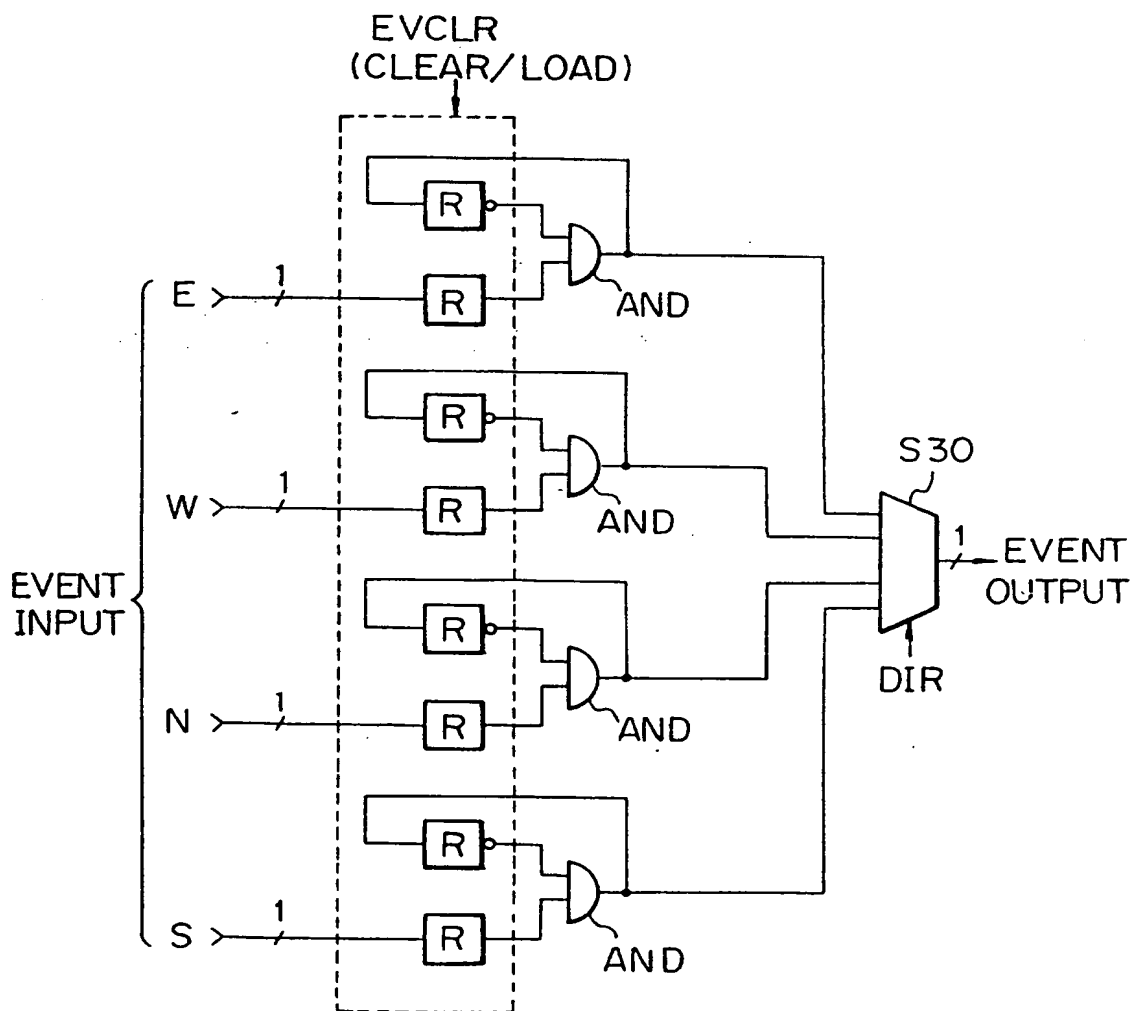 EVCLR
(CLEAR/LOAD)
R
E 1 R
AND
R
W 1 R
AND
S30
EVENT
INPUT
1 EVENT
OUTPUT
DIR
R
N 1 R
AND
R
S 1 R
AND